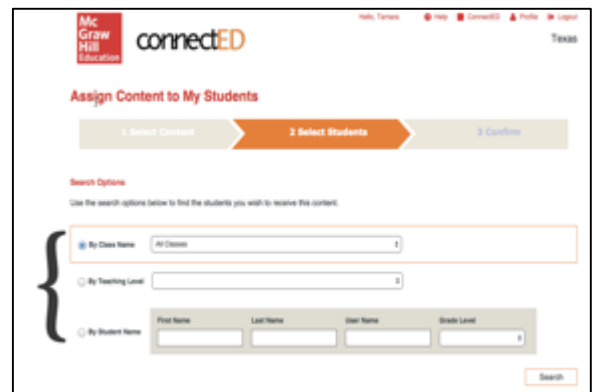 Mc
Graw
Hill
Education
connectED
Hello, Tamara Help ConnectED Profile Logout
Texas
Assign Content to My Students
1 Select Content 2 Select Students 3 Confirm
Search Options
Use the search options below to find the students you wish to receive this content.
By Class Name All Classes
By Teaching Level
First Name Last Name User Name Grade Level
By Student Name
Search